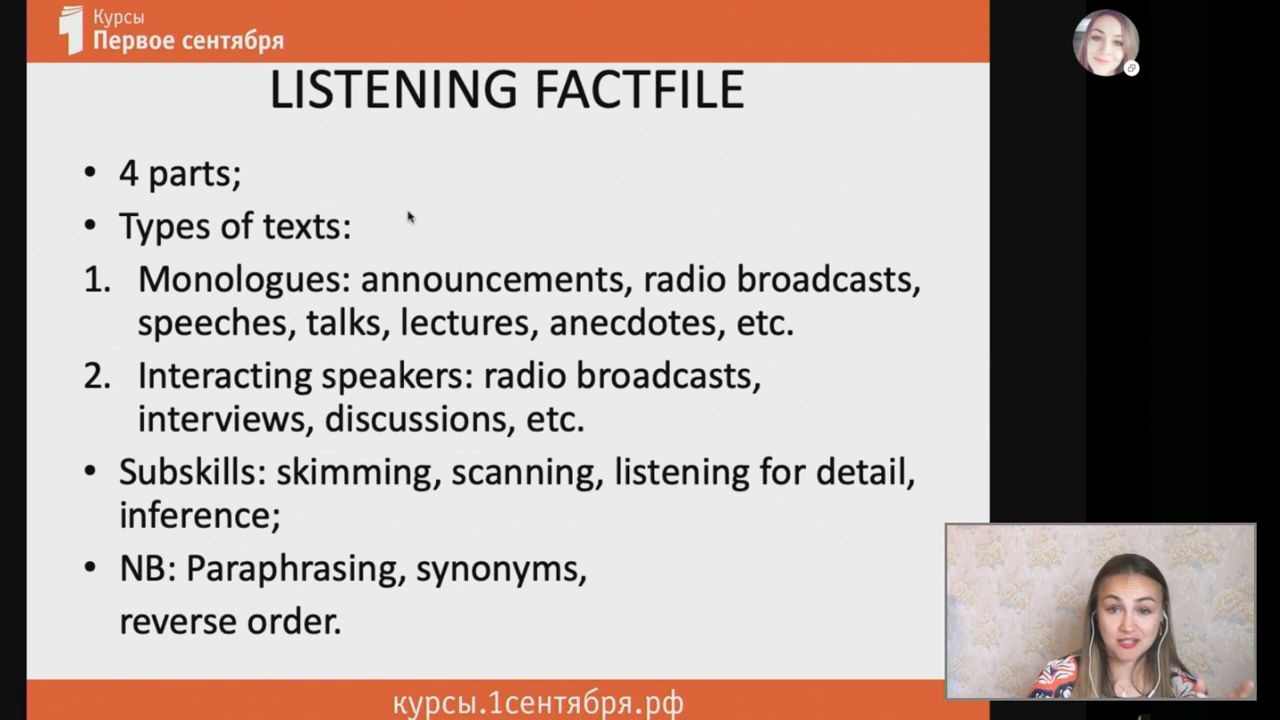 Курсы
Первое сентября
LISTENING FACTFILE
• 4 parts;
• Types of texts:
1. Monologues: announcements, radio broadcasts,
speeches, talks, lectures, anecdotes, etc.
2. Interacting speakers: radio broadcasts,
interviews, discussions, etc.
• Subskills: skimming, scanning, listening for detail,
inference;
• NB: Paraphrasing, synonyms,
reverse order.
курсы.1сентября.рф